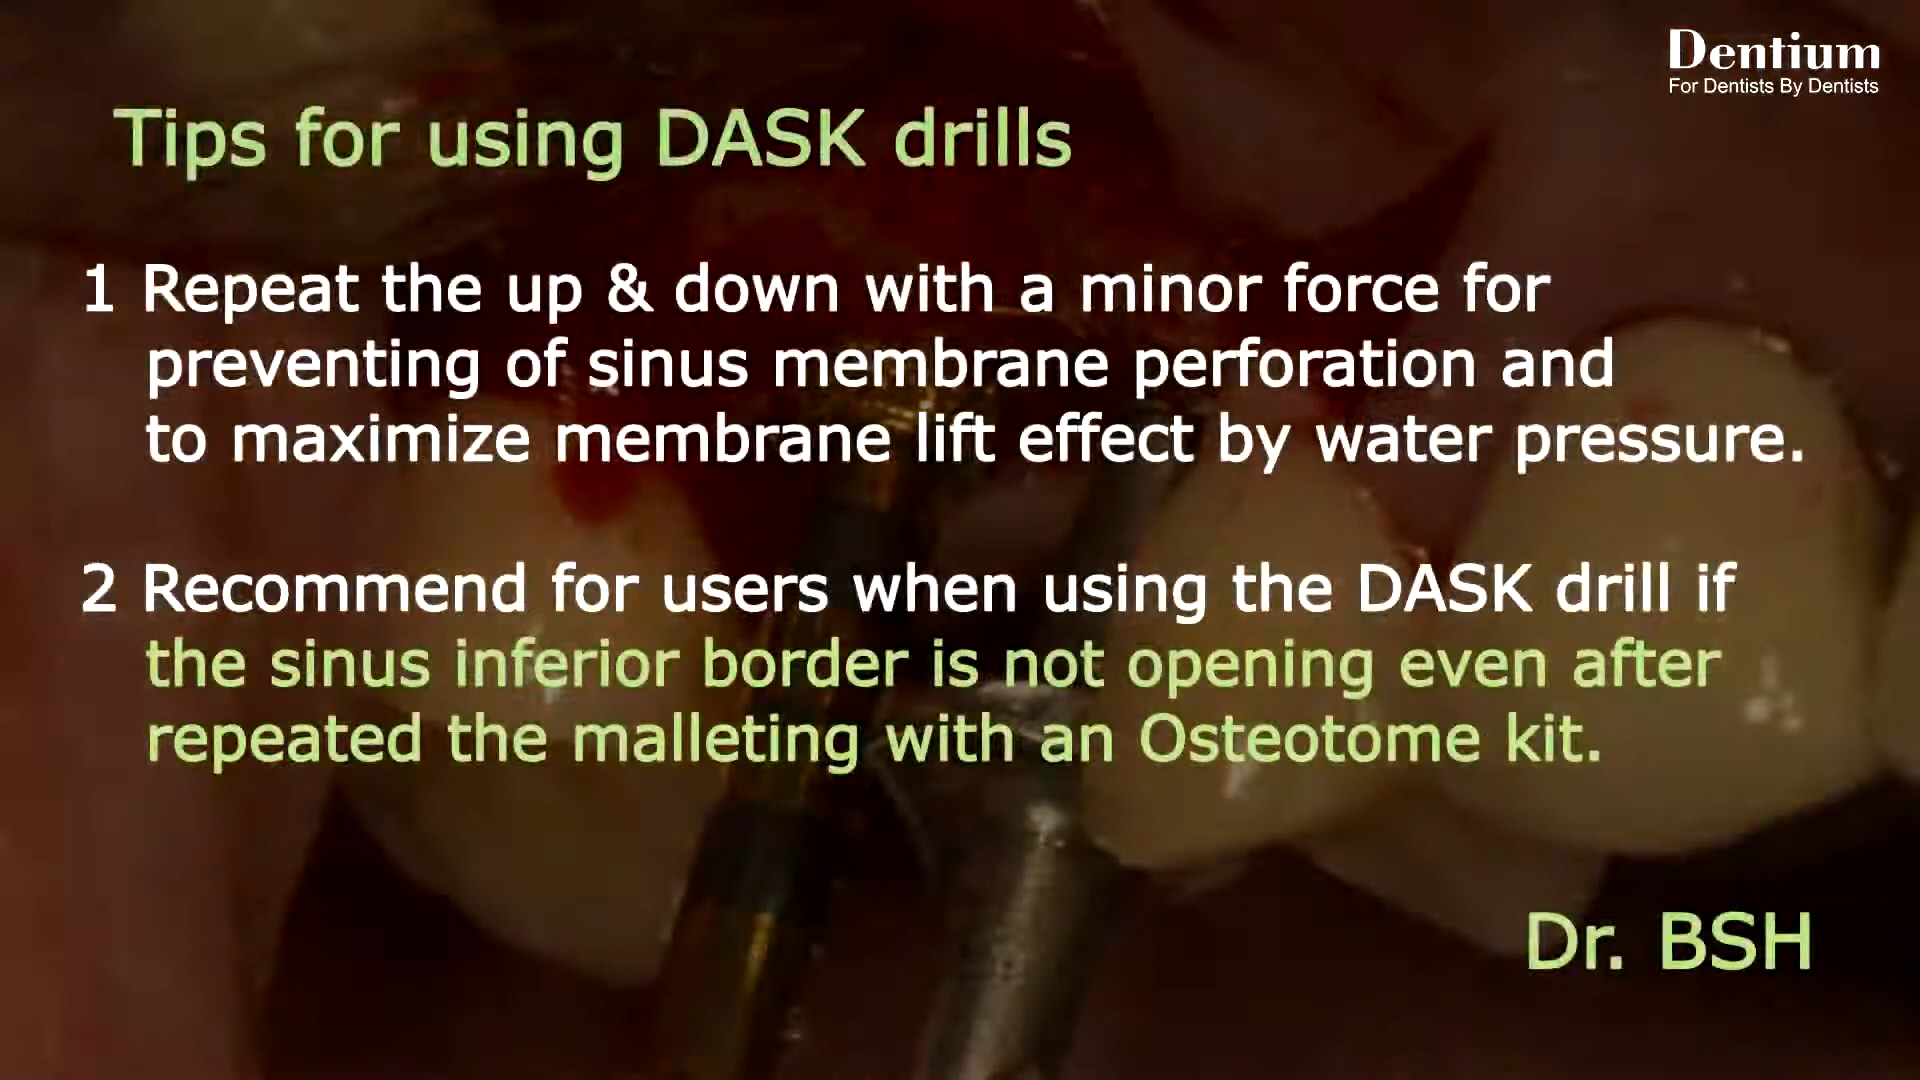 Dentium
For Dentists By Dentists
Tips for using DASK drills
1 Repeat the up & down with a minor force for
preventing of sinus membrane perforation and
to maximize membrane lift effect by water pressure.
2 Recommend for users when using the DASK drill if
the sinus inferior border is not opening even after
repeated the malleting with an Osteotome kit.
Dr. BSH